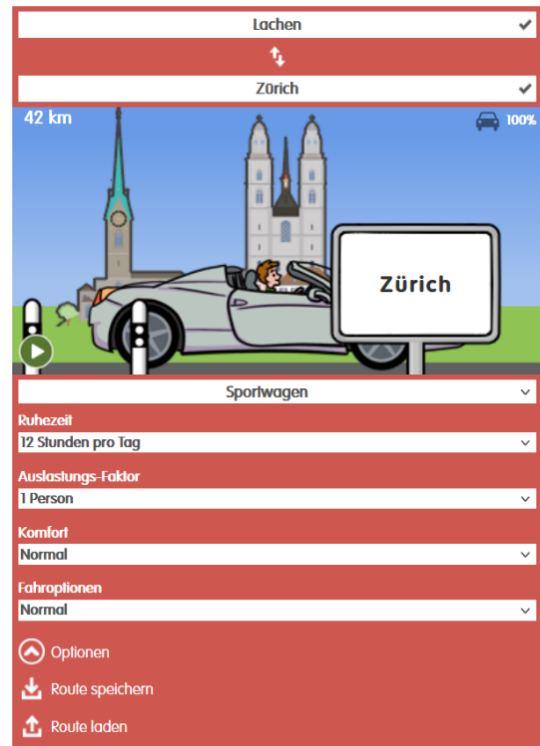 Lachen
Zürich
42 km
100%
Zürich
Sportwagen
Ruhezeit
12 Stunden pro Tag
Auslastungs-Faktor
1 Person
Komfort
Normal
Fahroptionen
Normal
Optionen
Route speichern
Route laden